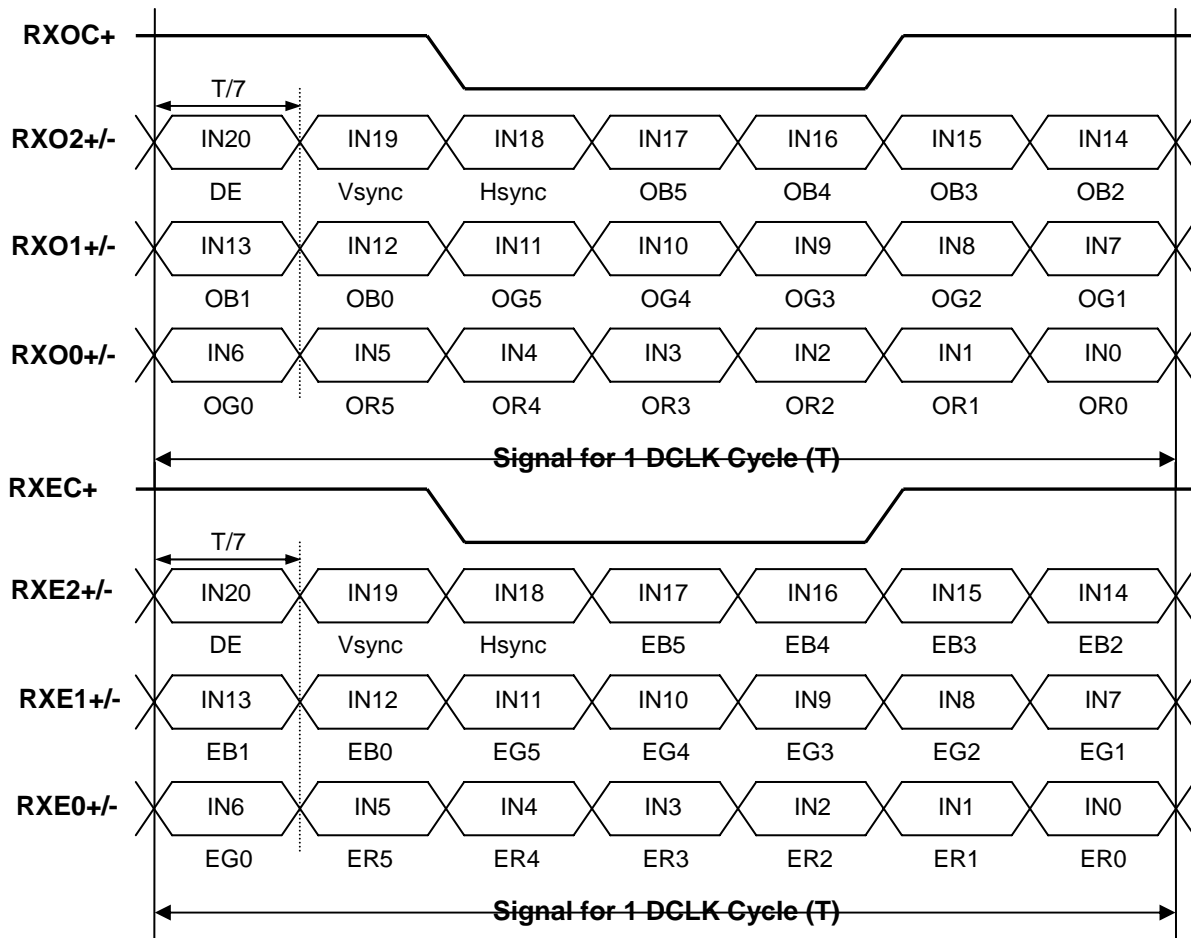 RXOC+
T/7
RXO2+/- IN20 IN19 IN18 IN17 IN16 IN15 IN14
DE Vsync Hsync OB5 OB4 OB3 OB2
RXO1+/- IN13 IN12 IN11 IN10 IN9 IN8 IN7
OB1 OB0 OG5 OG4 OG3 OG2 OG1
RXO0+/- IN6 IN5 IN4 IN3 IN2 IN1 IN0
OG0 OR5 OR4 OR3 OR2 OR1 OR0
Signal for 1 DCLK Cycle (T)
RXEC+
T/7
RXE2+/- IN20 IN19 IN18 IN17 IN16 IN15 IN14
DE Vsync Hsync EB5 EB4 EB3 EB2
RXE1+/- IN13 IN12 IN11 IN10 IN9 IN8 IN7
EB1 EB0 EG5 EG4 EG3 EG2 EG1
RXE0+/- IN6 IN5 IN4 IN3 IN2 IN1 IN0
EG0 ER5 ER4 ER3 ER2 ER1 ER0
Signal for 1 DCLK Cycle (T)